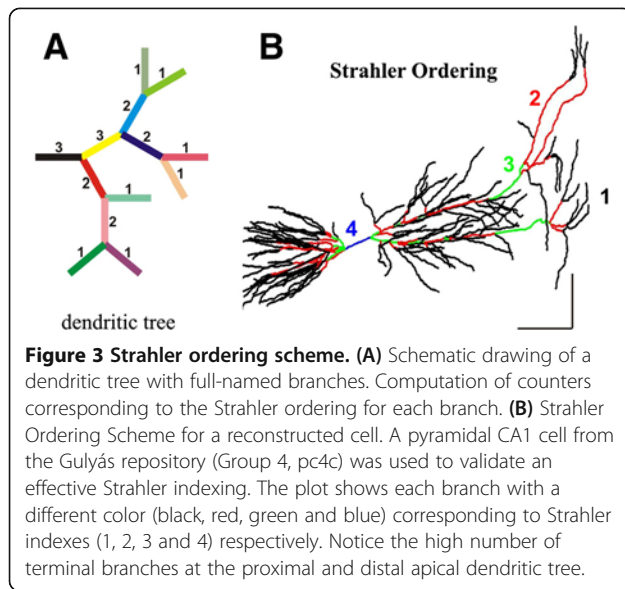 A
B
Strahler Ordering
1
1
2
3
3
2
1
2
1
2
1
1
dendritic tree
2
3
1
4
Figure 3 Strahler ordering scheme. (A) Schematic drawing of a
dendritic tree with full-named branches. Computation of counters
corresponding to the Strahler ordering for each branch. (B) Strahler
Ordering Scheme for a reconstructed cell. A pyramidal CA1 cell from
the Gulyás repository (Group 4, pc4c) was used to validate an
effective Strahler indexing. The plot shows each branch with a
different color (black, red, green and blue) corresponding to Strahler
indexes (1, 2, 3 and 4) respectively. Notice the high number of
terminal branches at the proximal and distal apical dendritic tree.